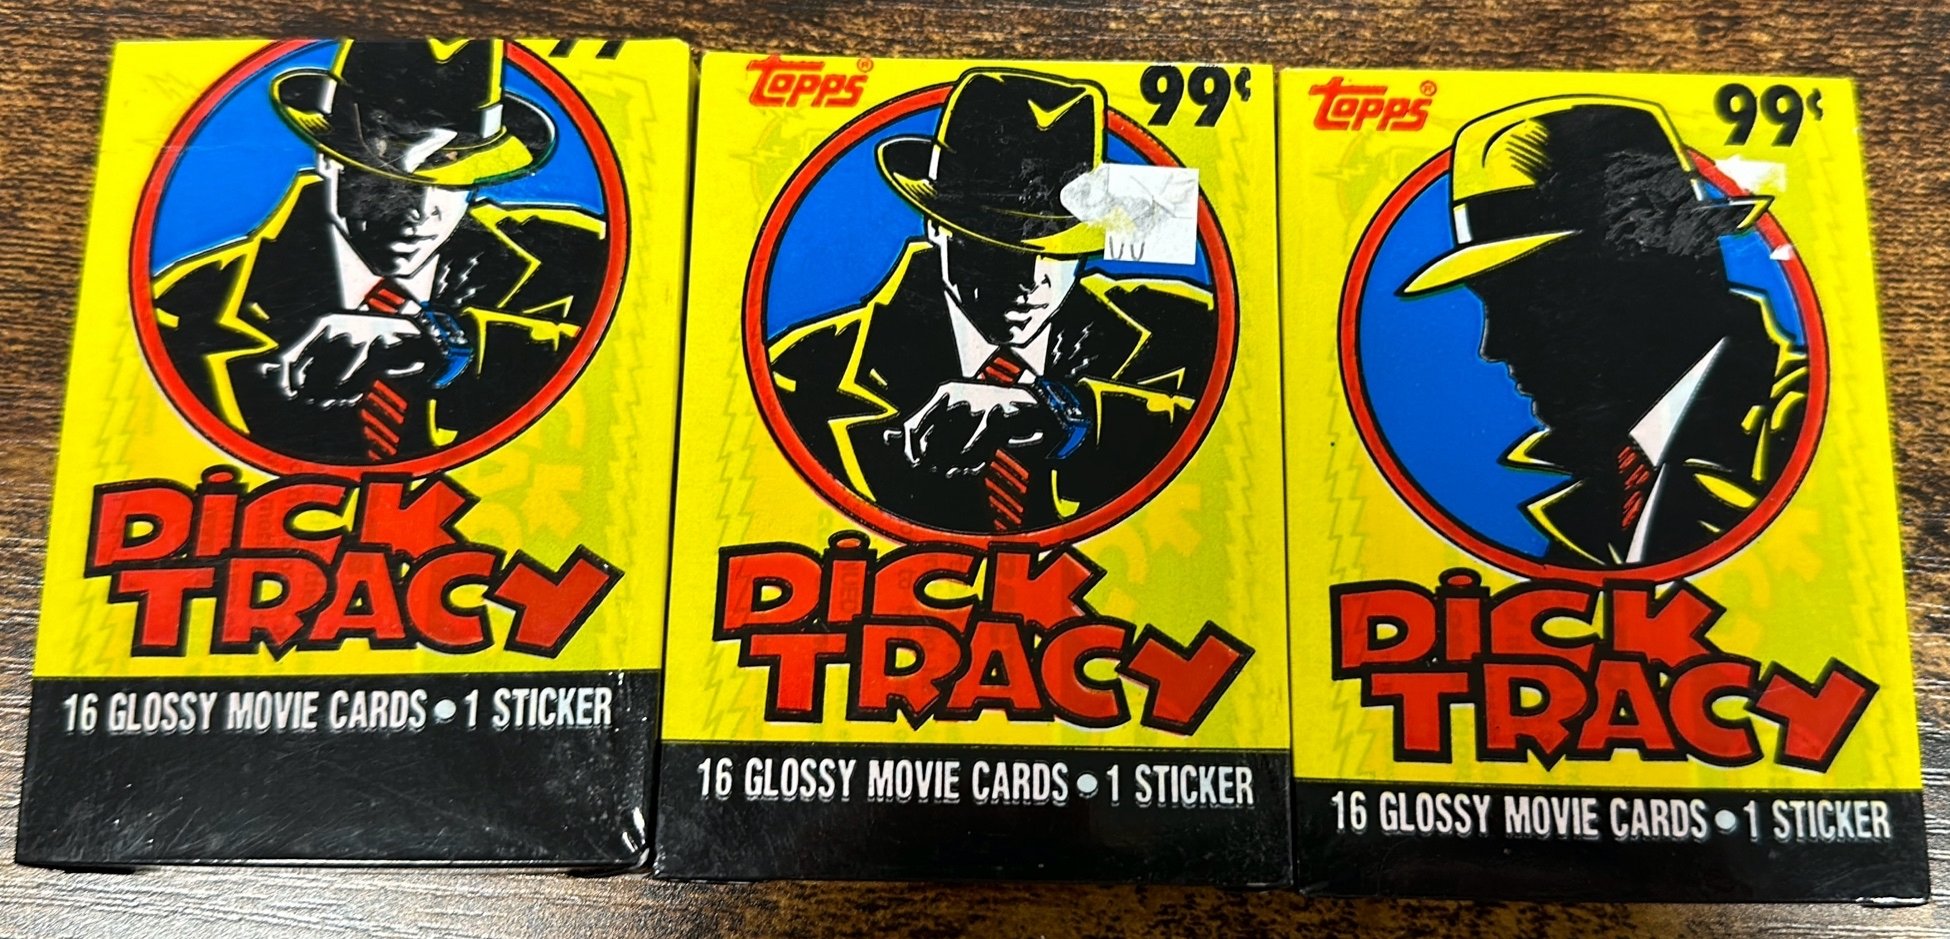 DiCK
TRACY
16 GLOSSY MOVIE CARDS • 1 STICKER
Topps®
99¢
DiCK
TRACY
16 GLOSSY MOVIE CARDS • 1 STICKER
Topps®
99¢
DiCK
TRACY
16 GLOSSY MOVIE CARDS • 1 STICKER